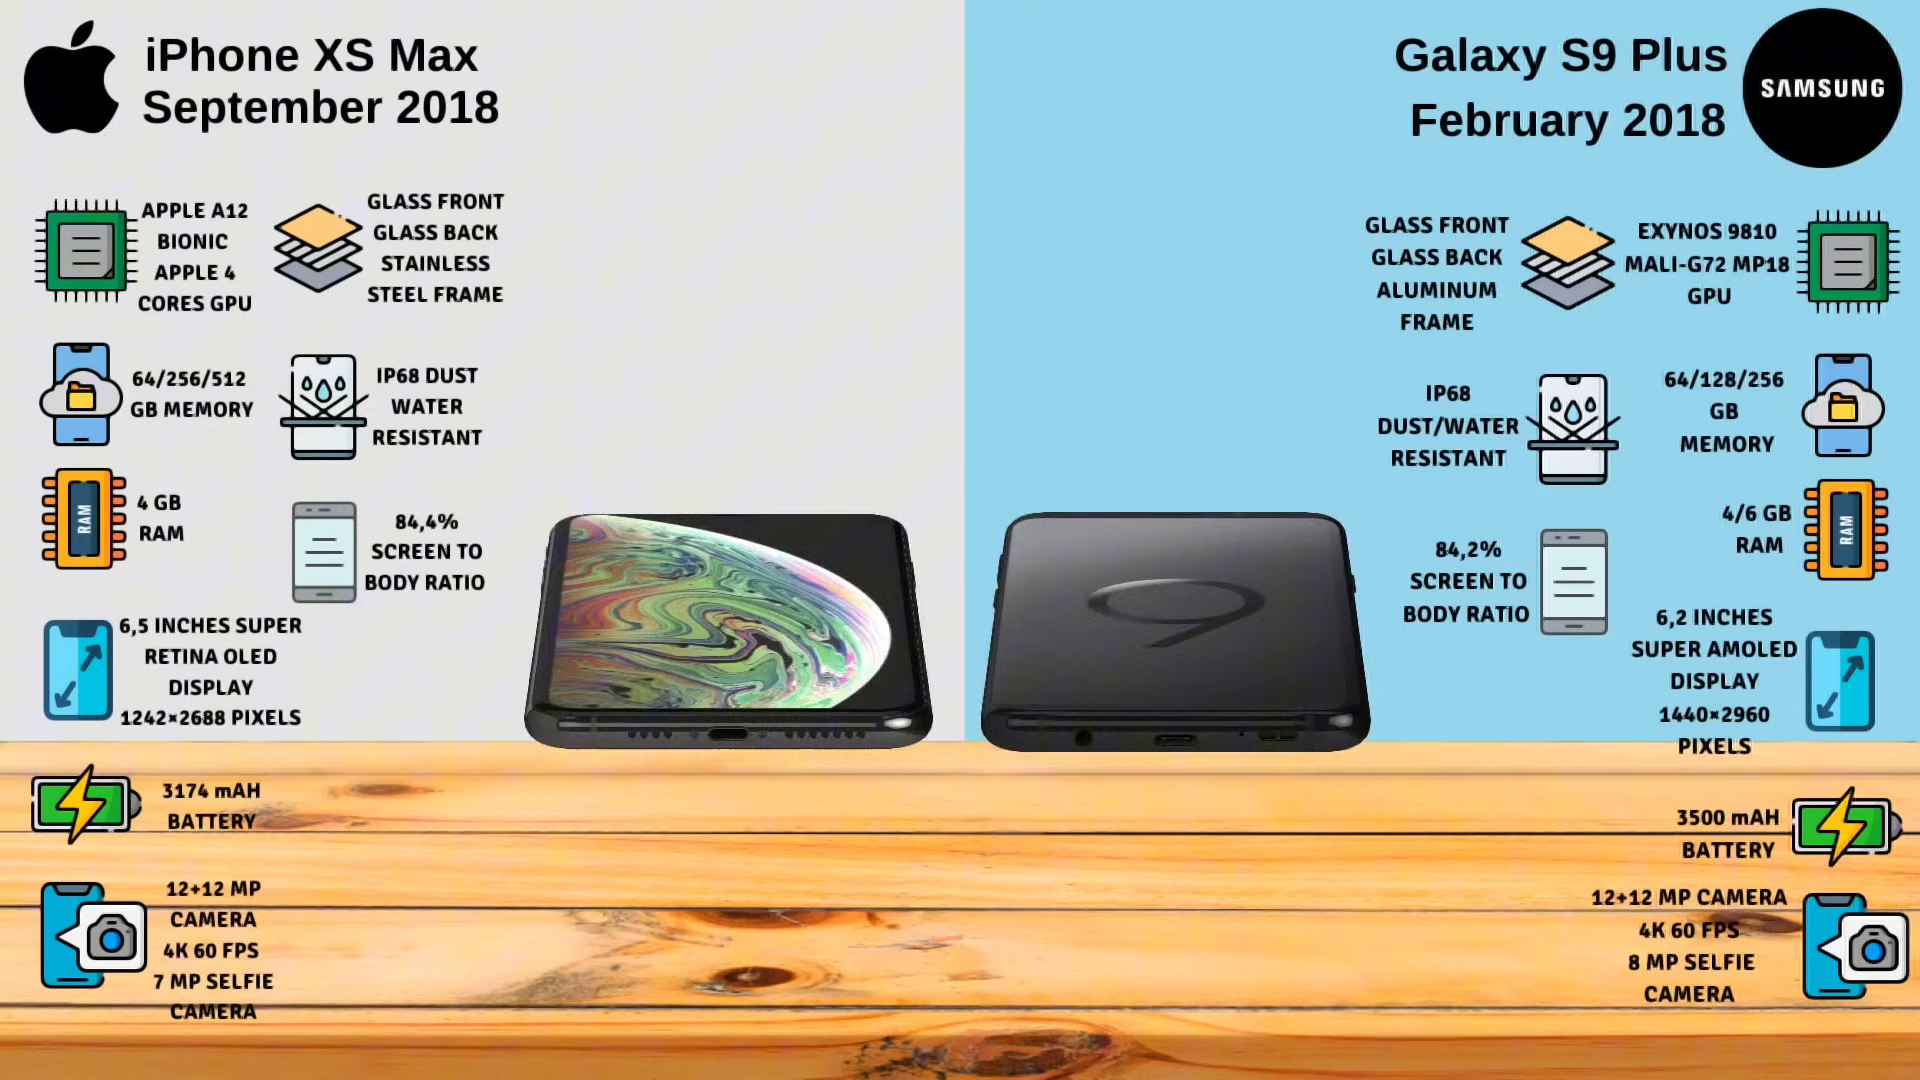 iPhone XS Max
September 2018
APPLE A12
BIONIC
APPLE 4
CORES GPU
GLASS FRONT
GLASS BACK
STAINLESS
STEEL FRAME
64/256/512
GB MEMORY
IP68 DUST
WATER
RESISTANT
RAM
4 GB
RAM
84,4%
SCREEN TO
BODY RATIO
6,5 INCHES SUPER
RETINA OLED
DISPLAY
1242×2688 PIXELS
3174 mAH
BATTERY
12+12 MP
CAMERA
4K 60 FPS
7 MP SELFIE
CAMERA
Galaxy S9 Plus
February 2018
SAMSUNG
GLASS FRONT
GLASS BACK
ALUMINUM
FRAME
EXYNOS 9810
MALI-G72 MP18
GPU
IP68
DUST/WATER
RESISTANT
64/128/256
GB
MEMORY
4/6 GB
RAM
RAM
84,2%
SCREEN TO
BODY RATIO
6,2 INCHES
SUPER AMOLED
DISPLAY
1440×2960
PIXELS
9
3500 mAH
BATTERY
12+12 MP CAMERA
4K 60 FPS
8 MP SELFIE
CAMERA